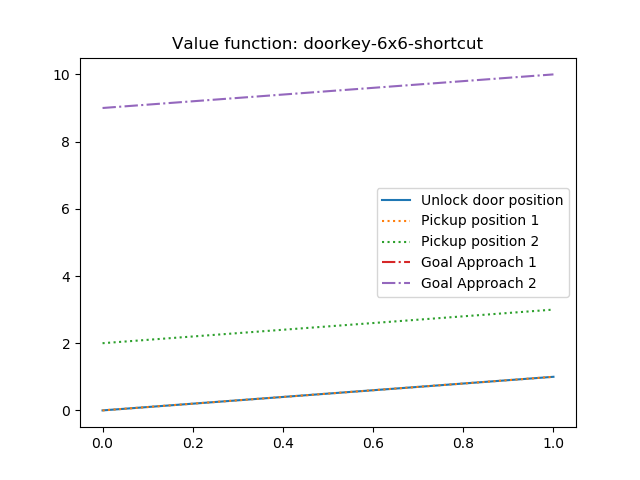 Value function: doorkey-6x6-shortcut
10
8
6
4
2
0
Unlock door position
Pickup position 1
Pickup position 2
Goal Approach 1
Goal Approach 2
0.0 0.2 0.4 0.6 0.8 1.0